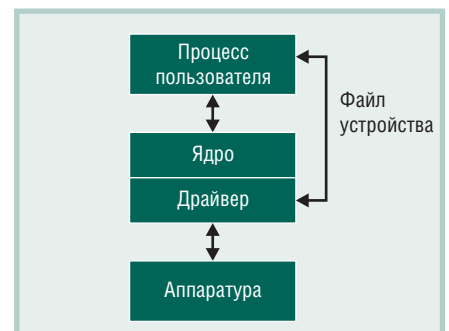 Процесс
пользователя
Файл
устройства
Ядро
Драйвер
Аппаратура